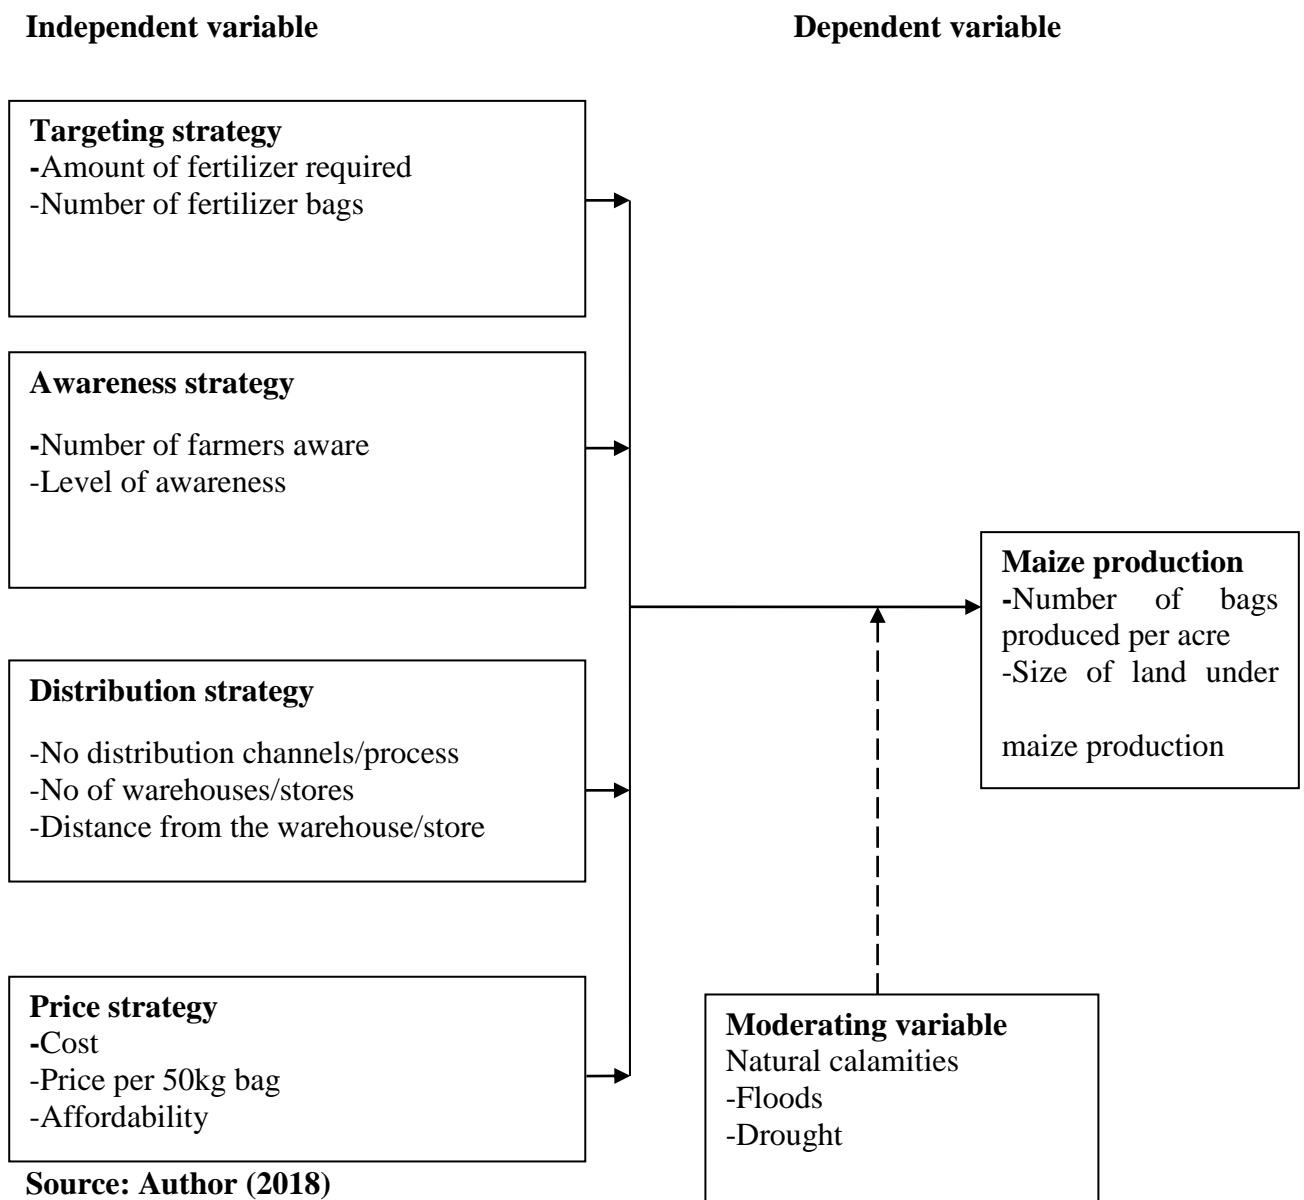 Independent variable
Dependent variable
Targeting strategy
-Amount of fertilizer required
-Number of fertilizer bags
Awareness strategy
-Number of farmers aware
-Level of awareness
Distribution strategy
-No distribution channels/process
-No of warehouses/stores
-Distance from the warehouse/store
Price strategy
-Cost
-Price per 50kg bag
-Affordability
Maize production
-Number of bags
produced per acre
-Size of land under
maize production
Moderating variable
Natural calamities
-Floods
-Drought
Source: Author (2018)